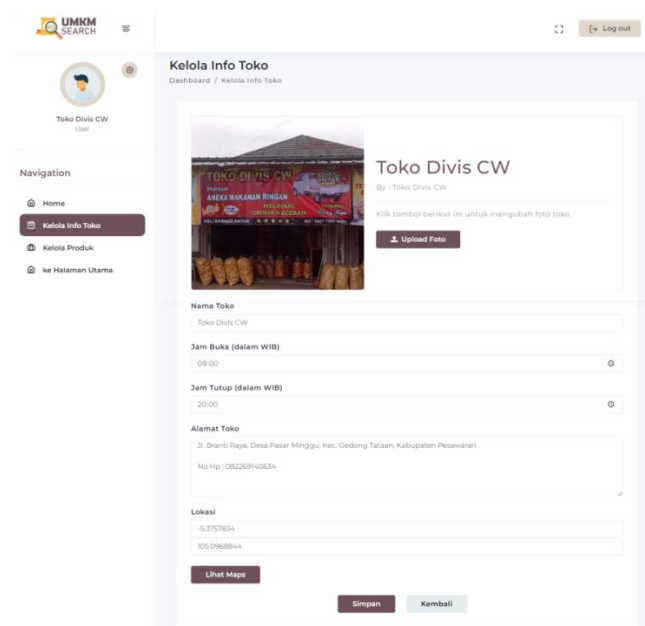 UMKM
SEARCH
Log out
Toko Divis CW
User
Navigation
Home
Kelola Info Toko
Kelola Produk
ke Halaman Utama
Kelola Info Toko
Dashboard / Kelola Info Toko
TOKO DIVIS CW
ANEKA MAKANAN RINGAN
GROSIR & ECERAN
Toko Divis CW
By : Toko Divis CW
Klik tombol berikut ini untuk mengubah foto toko
Upload Foto
Nama Toko
Toko Divis CW
Jam Buka (dalam WIB)
08:00
Jam Tutup (dalam WIB)
20:00
Alamat Toko
Jl. Branti Raya, Desa Pasar Minggu, Kec. Gedong Tataan, Kabupaten Pesawaran
No Hp : 082269140634
Lokasi
-5.3757834
105.0968844
Lihat Maps
Simpan
Kembali